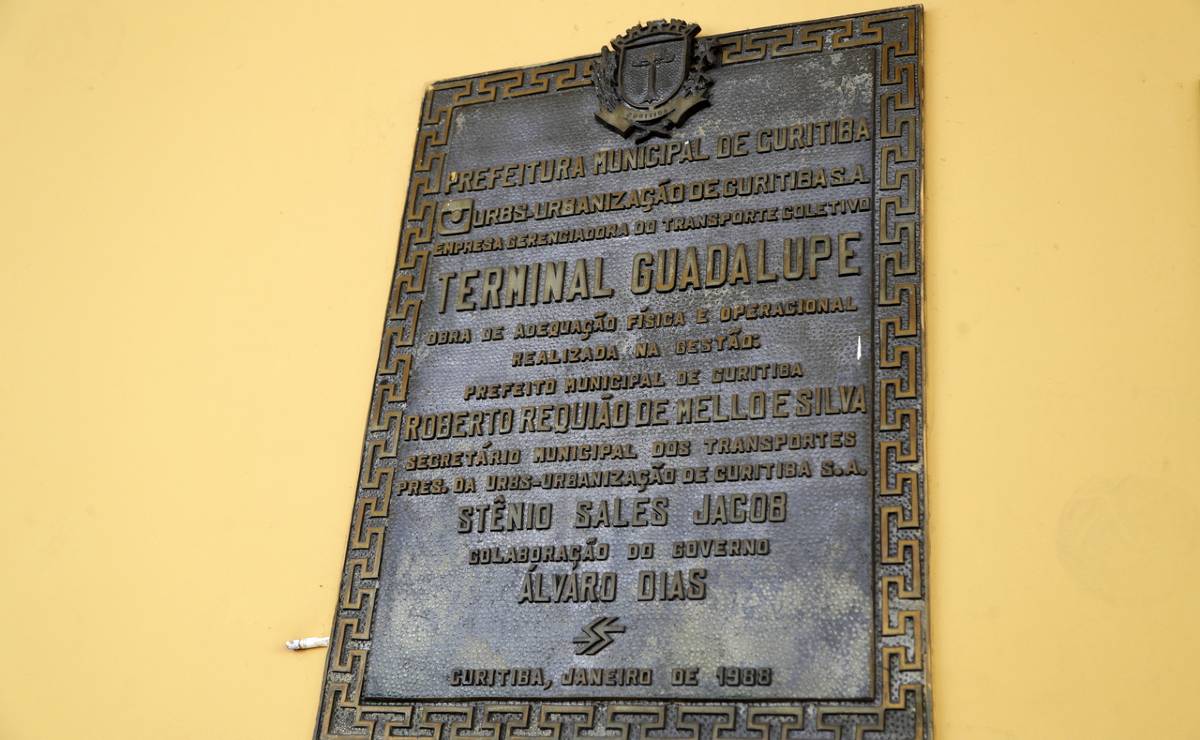 CURITIBA
PREFEITURA MUNICIPAL DE CURITIBA
URBS-URBANIZAÇÃO DE CURITIBA S.A.
EMPRESA GERENCIADORA DO TRANSPORTE COLETIVO
TERMINAL GUADALUPE
OBRA DE ADEQUAÇÃO FÍSICA E OPERACIONAL
REALIZADA NA GESTÃO:
PREFEITO MUNICIPAL DE CURITIBA
ROBERTO REQUIÃO DE MELLO E SILVA
SECRETÁRIO MUNICIPAL DOS TRANSPORTES
PRES. DA URBS-URBANIZAÇÃO DE CURITIBA S.A.
STÊNIO SALES JACOB
COLABORAÇÃO DO GOVERNO
ÁLVARO DIAS
CURITIBA, JANEIRO DE 1988